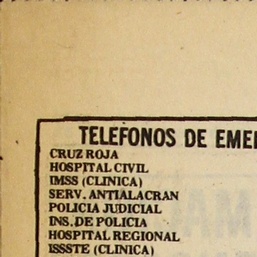 TELEFONOS DE EME
CRUZ ROJA
HOSPITAL CIVIL
IMSS (CLINICA)
SERV. ANTIALACRAN
POLICIA JUDICIAL
INS. DE POLICIA
HOSPITAL REGIONAL
ISSSTE (CLINICA)